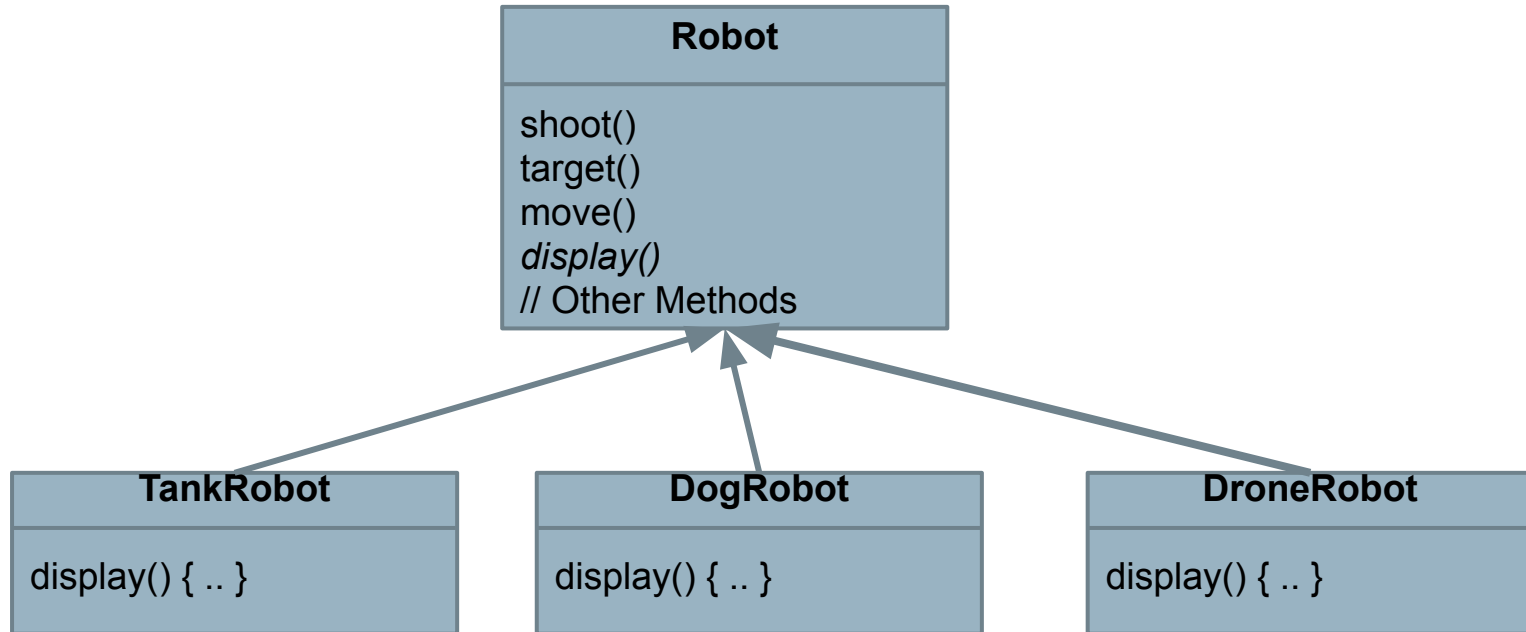 Robot
shoot()
target()
move()
display()
// Other Methods
TankRobot
DogRobot
DroneRobot
display() { .. }
display() { .. }
display() { .. }